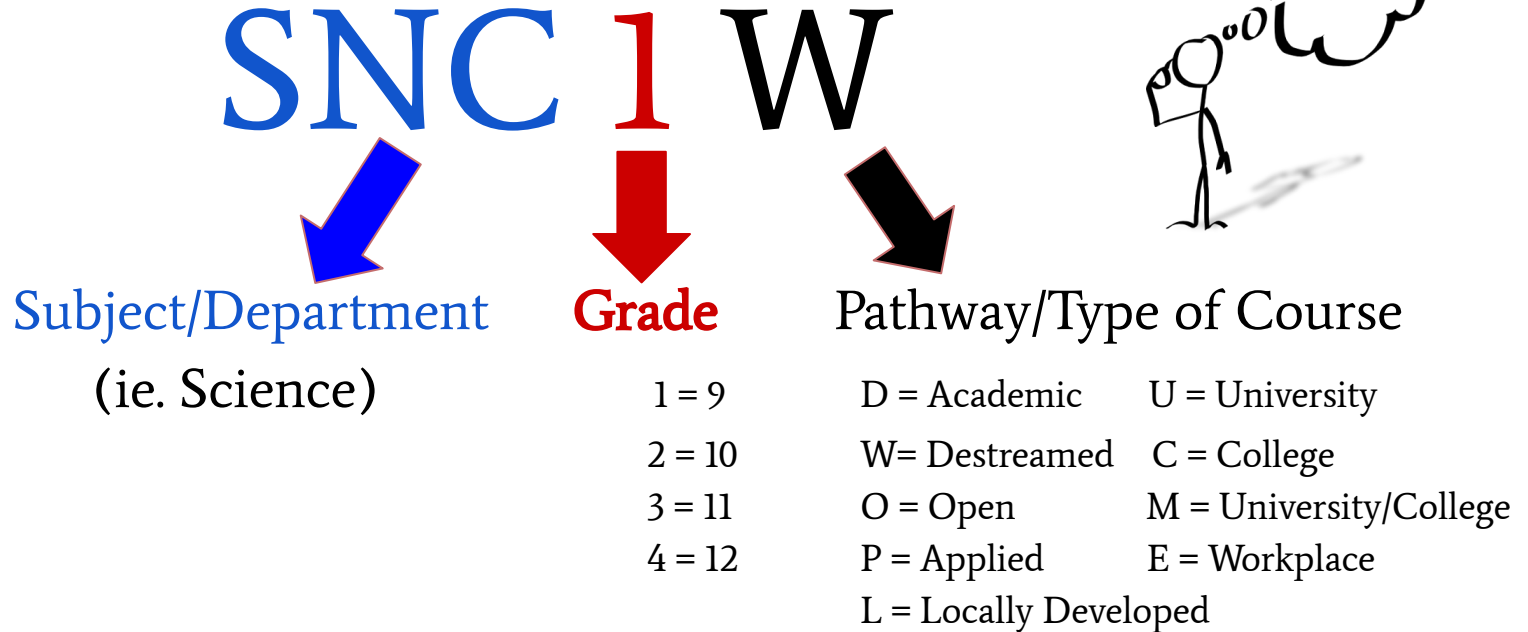 SNC 1 W
Subject/Department
(ie. Science)
Grade
1 = 9
2 = 10
3 = 11
4 = 12
Pathway/Type of Course
D = Academic U = University
W= Destreamed C = College
O = Open M = University/College
P = Applied E = Workplace
L = Locally Developed